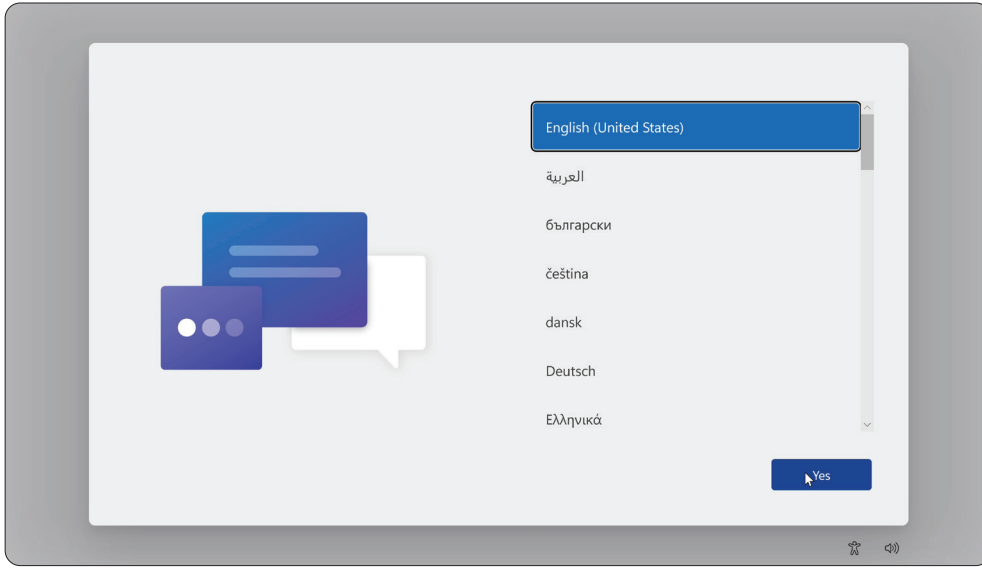 English (United States)
العربية
български
čeština
dansk
Deutsch
Ελληνικά
Yes